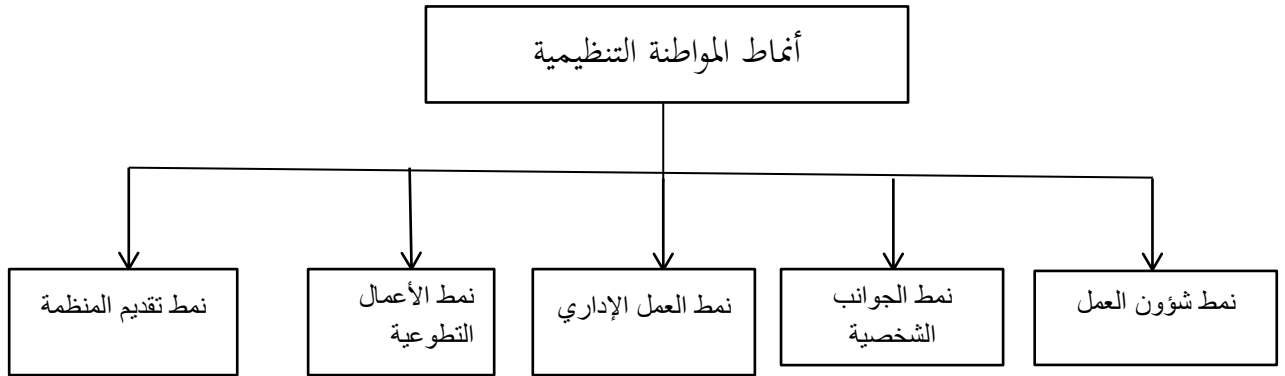 أنماط المواطنة التنظيمية
نمط شؤون العمل
نمط الجوانب
الشخصية
نمط العمل الإداري
نمط الأعمال
التطوعية
نمط تقديم المنظمة